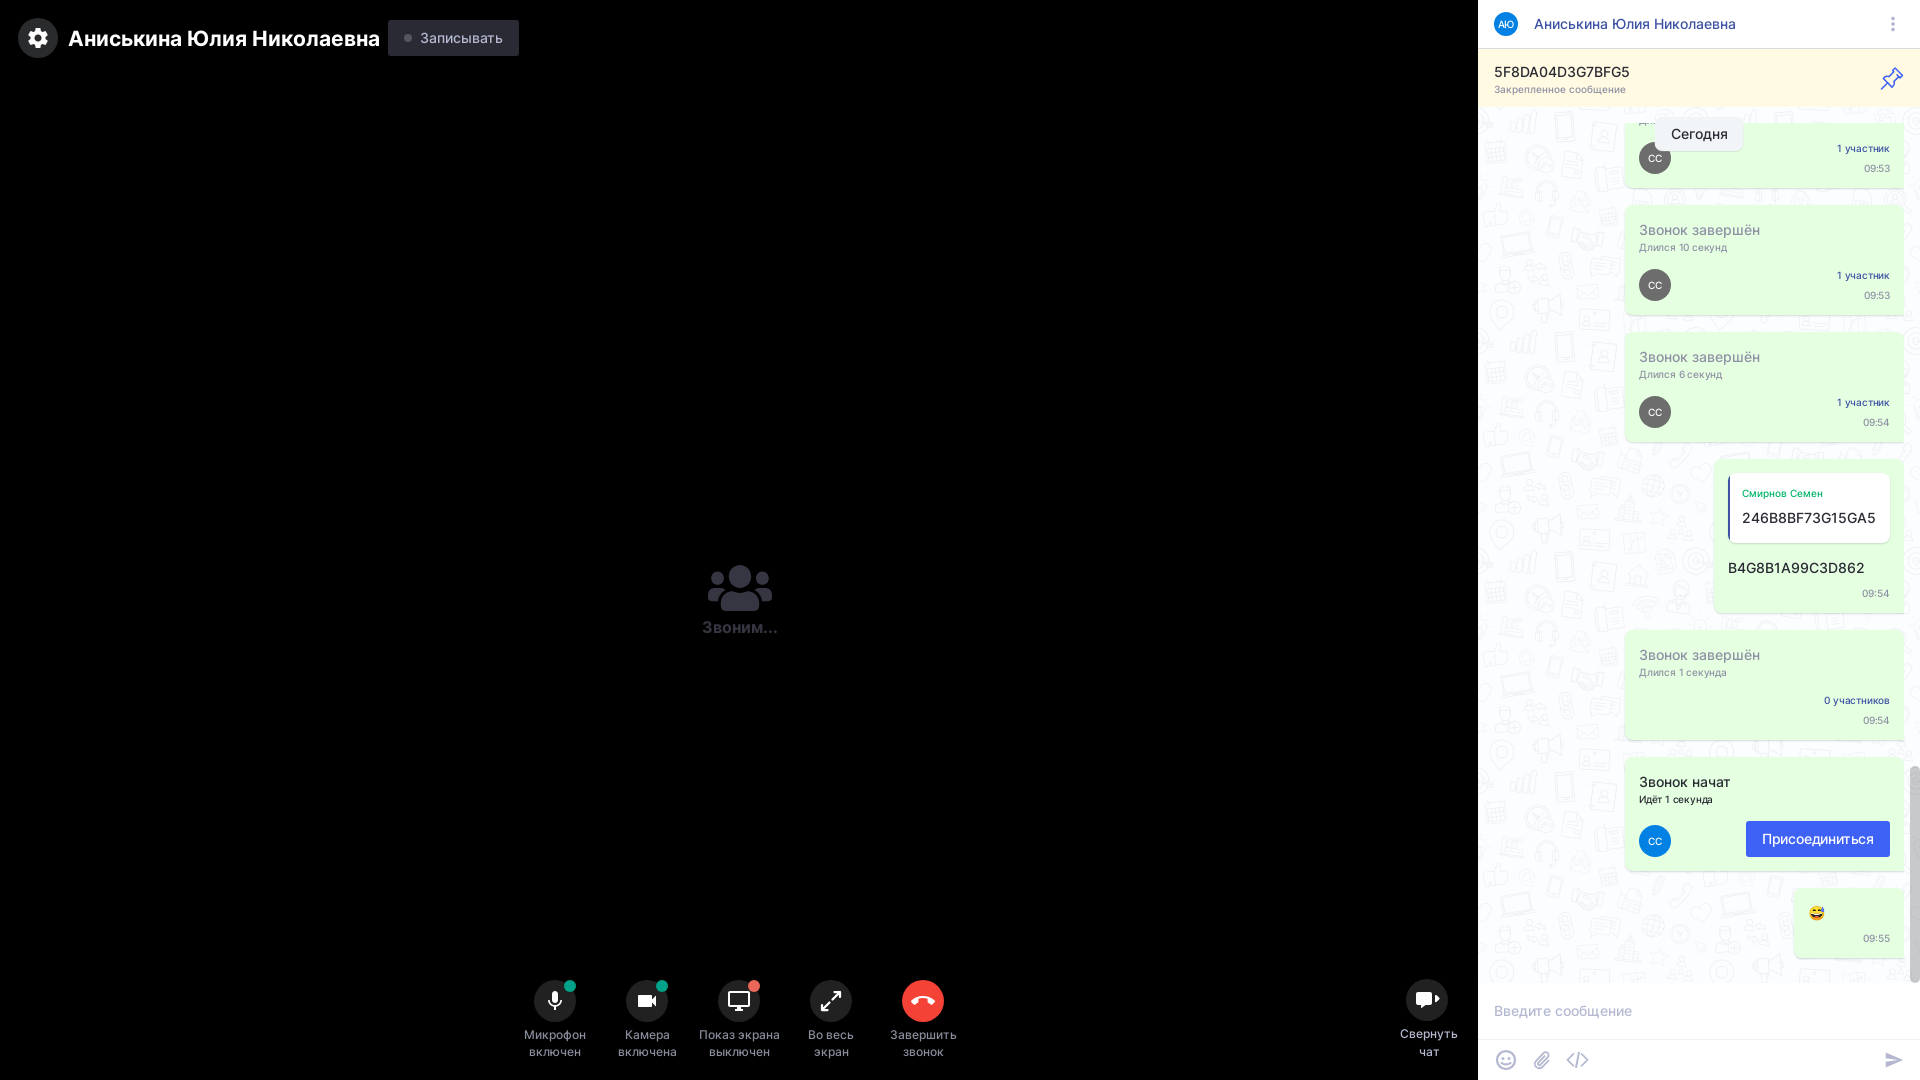 Аниськина Юлия Николаевна
Записывать
Звоним...
Микрофон включен
Камера включена
Показ экрана выключен
Во весь экран
Завершить звонок
Свернуть чат
АЮ
Аниськина Юлия Николаевна
5F8DA04D3G7BFG5
Закрепленное сообщение
Сегодня
СС
1 участник
09:53
Звонок завершён
Длился 10 секунд
СС
1 участник
09:53
Звонок завершён
Длился 6 секунд
СС
1 участник
09:54
Смирнов Семен
246B8BF73G15GA5
B4G8B1A99C3D862
09:54
Звонок завершён
Длился 1 секунда
0 участников
09:54
Звонок начат
Идёт 1 секунда
СС
Присоединиться
09:55
Введите сообщение